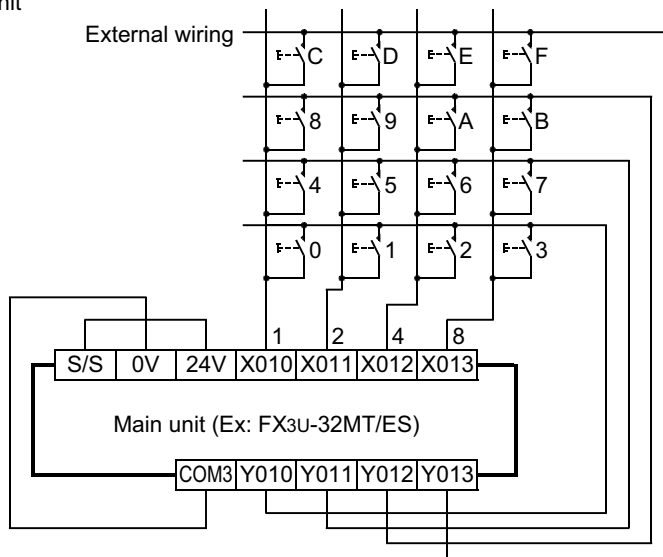 nit
External wiring
C D E F
8 9 A B
4 5 6 7
0 1 2 3
1 2 4 8
S/S 0V 24V X010 X011 X012 X013
Main unit (Ex: FX3U-32MT/ES)
COM3 Y010 Y011 Y012 Y013